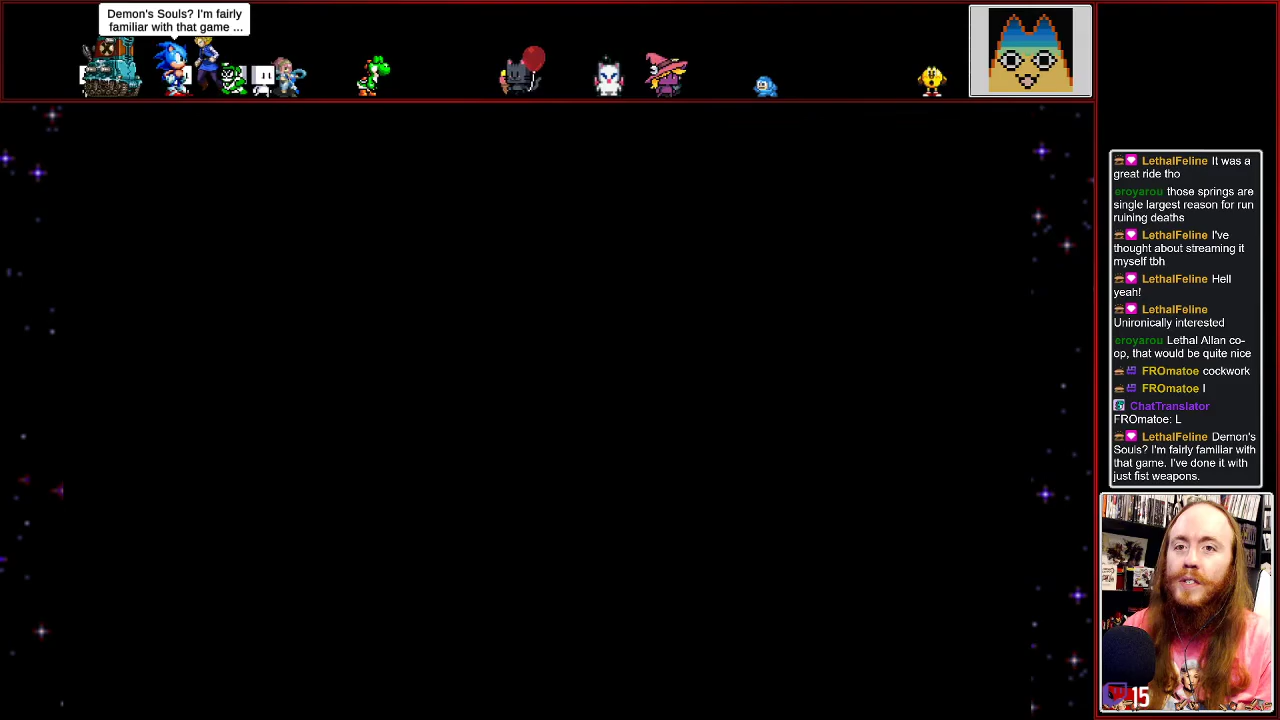 Demon's Souls? I'm fairly
familiar with that game ...
LethalFeline It was a
great ride tho
eroyarou those springs are
single largest reason for run
ruining deaths
LethalFeline I've
thought about streaming it
myself tbh
LethalFeline Hell
yeah!
LethalFeline
Unironically interested
eroyarou Lethal Allan co-
op, that would be quite nice
FROmatoe cockwork
FROmatoe l
ChatTranslator
FROmatoe: L
LethalFeline Demon's
Souls? I'm fairly familiar with
that game. I've done it with
just fist weapons.
15